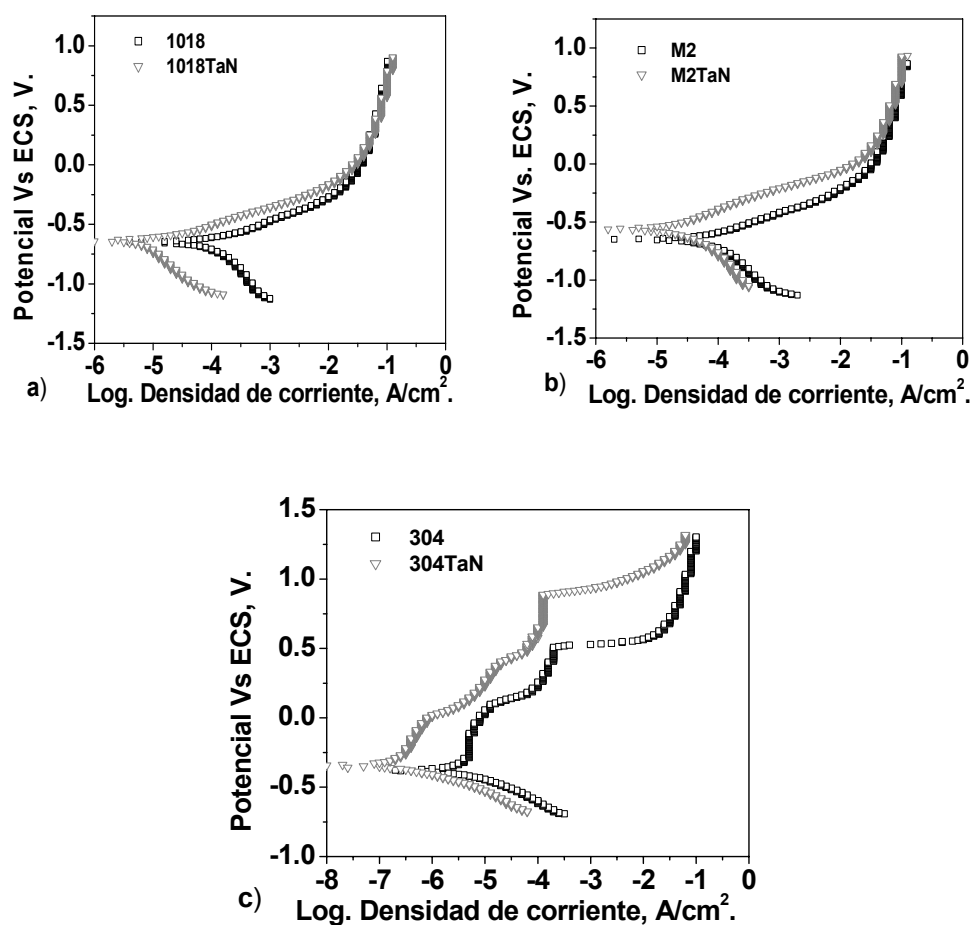 1018
1018TaN
Potencial Vs ECS, V.
1.0
0.5
0.0
-0.5
-1.0
-1.5
-6 -5 -4 -3 -2 -1 0
a) Log. Densidad de corriente, A/cm².
M2
M2TaN
Potencial Vs. ECS, V.
1.0
0.5
0.0
-0.5
-1.0
-1.5
-6 -5 -4 -3 -2 -1 0
b) Log. Densidad de corriente, A/cm².
304
304TaN
Potencial Vs ECS, V.
1.5
1.0
0.5
0.0
-0.5
-1.0
-8 -7 -6 -5 -4 -3 -2 -1 0
c) Log. Densidad de corriente, A/cm².